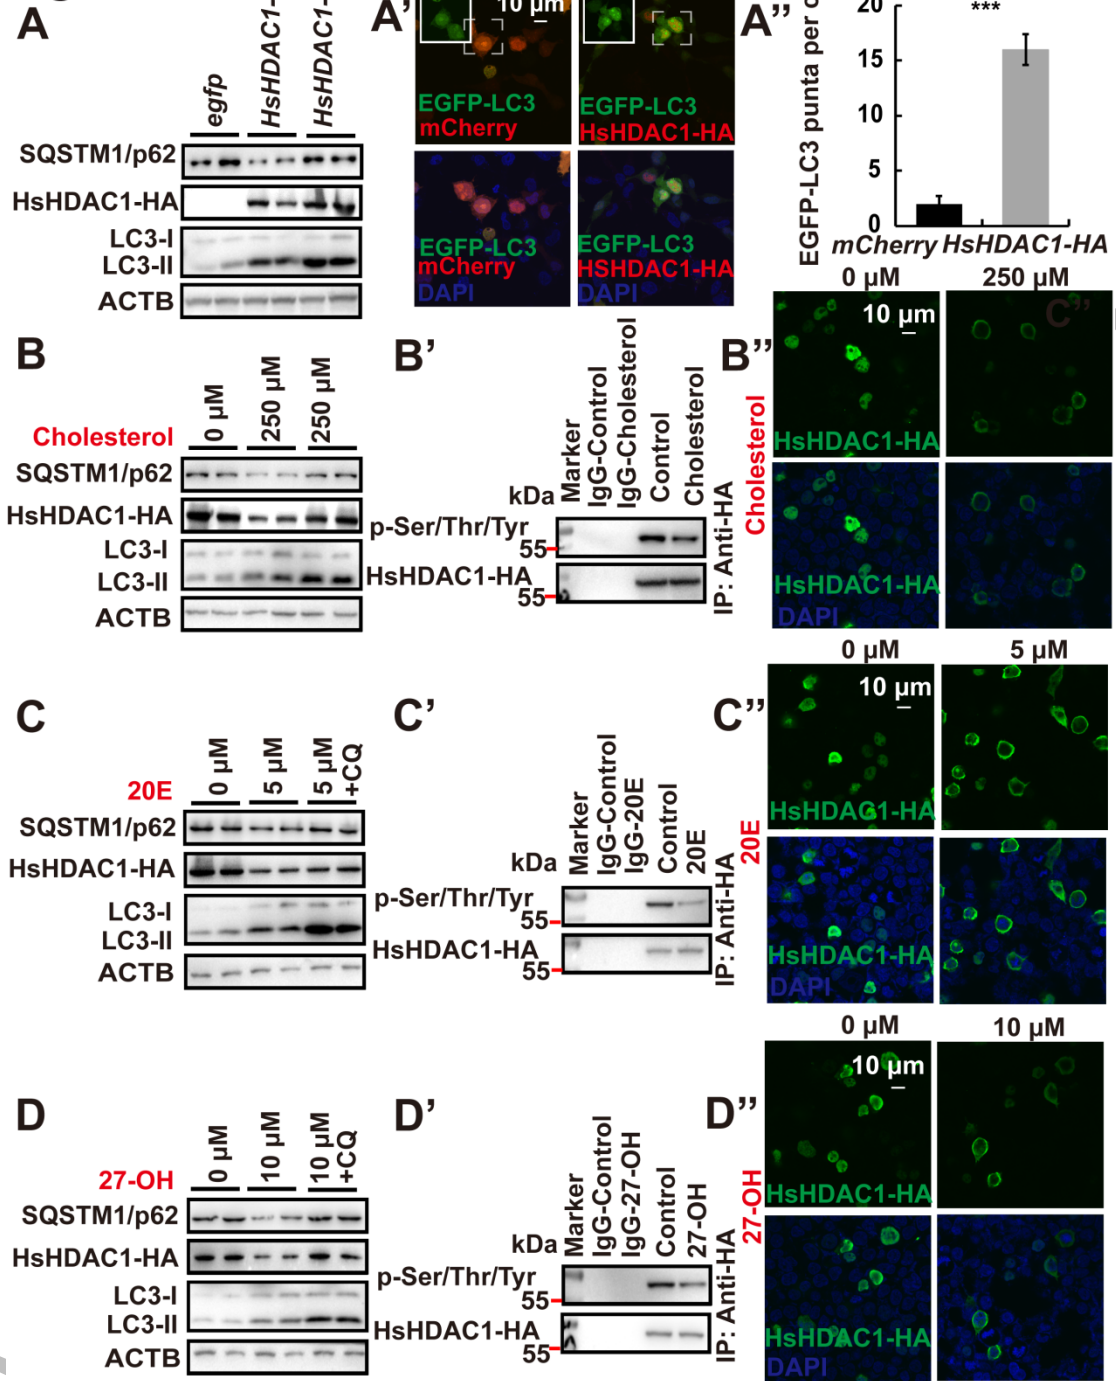 A
egfp
HsHDAC1-
HsHDAC1-
SQSTM1/p62
HsHDAC1-HA
LC3-I
LC3-II
ACTB
A'
10 µm
EGFP-LC3
mCherry
EGFP-LC3
HsHDAC1-HA
EGFP-LC3
mCherry
DAPI
EGFP-LC3
HSHDAC1-HA
DAPI
A''
EGFP-LC3 punta per
20
15
10
5
0
***
mCherry
HsHDAC1-HA
B
Cholesterol
0 µM
250 µM
250 µM
SQSTM1/p62
HsHDAC1-HA
LC3-I
LC3-II
ACTB
B'
kDa
Marker
IgG-Control
IgG-Cholesterol
Control
Cholesterol
p-Ser/Thr/Tyr
55
HsHDAC1-HA
55
IP: Anti-HA
B''
Cholesterol
0 µM
250 µM
10 µm
C''
HsHDAC1-HA
HsHDAC1-HA
DAPI
C
20E
0 µM
5 µM
5 µM
+CQ
SQSTM1/p62
HsHDAC1-HA
LC3-I
LC3-II
ACTB
C'
kDa
Marker
IgG-Control
IgG-20E
Control
20E
p-Ser/Thr/Tyr
55
HsHDAC1-HA
55
IP: Anti-HA
C''
20E
0 µM
5 µM
10 µm
HsHDAC1-HA
HsHDAC1-HA
DAPI
D
27-OH
0 µM
10 µM
10 µM
+CQ
SQSTM1/p62
HsHDAC1-HA
LC3-I
LC3-II
ACTB
D'
kDa
Marker
IgG-Control
IgG-27-OH
Control
27-OH
p-Ser/Thr/Tyr
55
HsHDAC1-HA
55
IP: Anti-HA
D''
27-OH
0 µM
10 µM
10 µm
HsHDAC1-HA
HsHDAC1-HA
DAPI